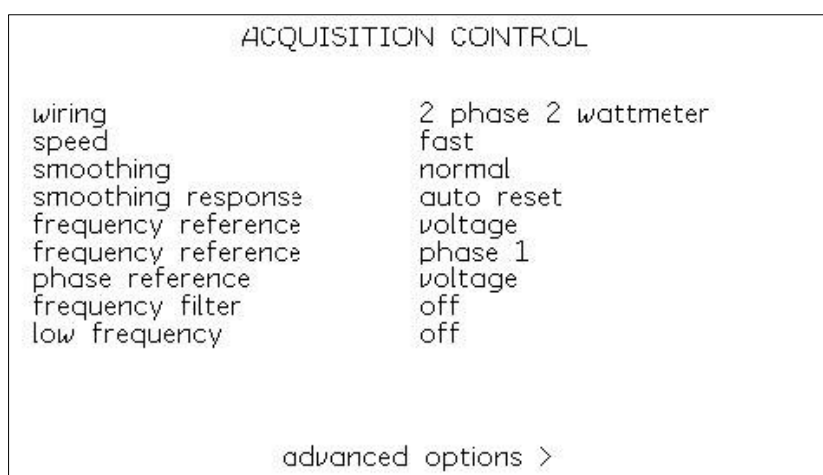 ACQUISITION CONTROL
wiring 2 phase 2 wattmeter
speed fast
smoothing normal
smoothing response auto reset
frequency reference voltage
frequency reference phase 1
phase reference voltage
frequency filter off
low frequency off
advanced options >